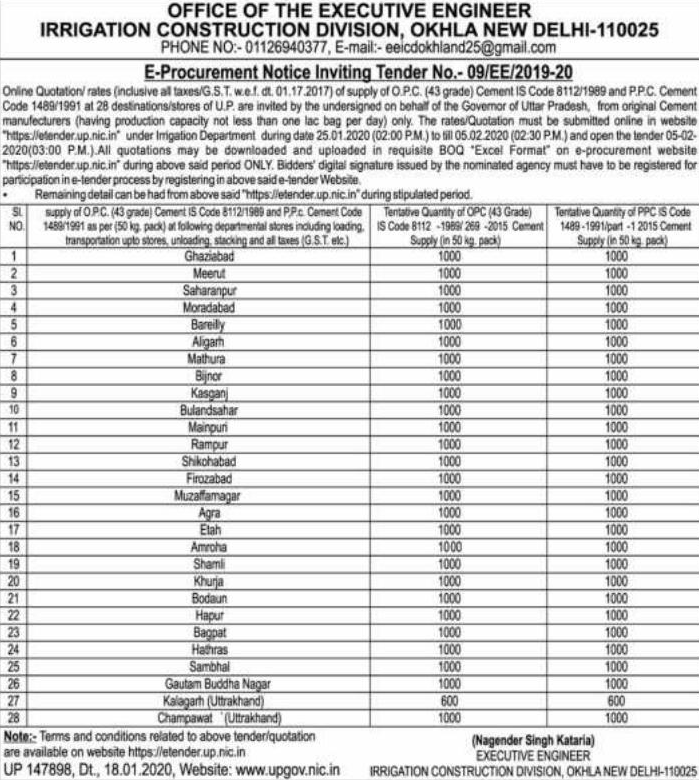 OFFICE OF THE EXECUTIVE ENGINEER
IRRIGATION CONSTRUCTION DIVISION, OKHLA NEW DELHI-110025
PHONE NO:- 01126940377, E-mail:- eeicdokhland25@gmail.com
E-Procurement Notice Inviting Tender No.- 09/EE/2019-20
Online Quotation/ rates (inclusive all taxes/G.S.T. w.e.f. dt. 01.17.2017) of supply of O.P.C. (43 grade) Cement IS Code 8112/1989 and P.P.C. Cement
Code 1489/1991 at 28 destinations/stores of U.P. are invited by the undersigned on behalf of the Governor of Uttar Pradesh, from original Cement
manufacturers (having production capacity not less than one lac bag per day) only. The rates/Quotation must be submitted online in website
"https://etender.up.nic.in" under Irrigation Department during date 25.01.2020 (02:00 P.M.) to till 05.02.2020 (02:30 P.M.) and open the tender 05-02-
2020(03:00 P.M.).All quotations may be downloaded and uploaded in requisite BOQ "Excel Format" on e-procurement website
"https://etender.up.nic.in" during above said period ONLY. Bidders' digital signature issued by the nominated agency must have to be registered for
participation in e-tender process by registering in above said e-tender Website.
• Remaining detail can be had from above said "https://etender.up.nic.in" during stipulated period.
Sl. NO. supply of O.P.C. (43 grade) Cement IS Code 8112/1989 and P.P.c. Cement Code 1489/1991 as per (50 kg. pack) at following departmental stores including loading, transportation upto stores, unloading, stacking and all taxes (G.S.T. etc.) Tentative Quantity of OPC (43 Grade) IS Code 8112 -1989/ 269 -2015 Cement Supply (in 50 kg. pack) Tentative Quantity of PPC IS Code 1489 -1991/part -1 2015 Cement Supply (in 50 kg. pack)
1 Ghaziabad 1000 1000
2 Meerut 1000 1000
3 Saharanpur 1000 1000
4 Moradabad 1000 1000
5 Bareilly 1000 1000
6 Aligarh 1000 1000
7 Mathura 1000 1000
8 Bijnor 1000 1000
9 Kasganj 1000 1000
10 Bulandsahar 1000 1000
11 Mainpuri 1000 1000
12 Rampur 1000 1000
13 Shikohabad 1000 1000
14 Firozabad 1000 1000
15 Muzaffarnagar 1000 1000
16 Agra 1000 1000
17 Etah 1000 1000
18 Amroha 1000 1000
19 Shamli 1000 1000
20 Khurja 1000 1000
21 Bodaun 1000 1000
22 Hapur 1000 1000
23 Bagpat 1000 1000
24 Hathras 1000 1000
25 Sambhal 1000 1000
26 Gautam Buddha Nagar 1000 1000
27 Kalagarh (Uttrakhand) 600 600
28 Champawat (Uttrakhand) 1000 1000
Note:- Terms and conditions related to above tender/quotation
are available on website https://etender.up.nic.in
UP 147898, Dt., 18.01.2020, Website: www.upgov.nic.in
(Nagender Singh Kataria)
EXECUTIVE ENGINEER
IRRIGATION CONSTRUCTION DIVISION, OKHLA NEW DELHI-110025